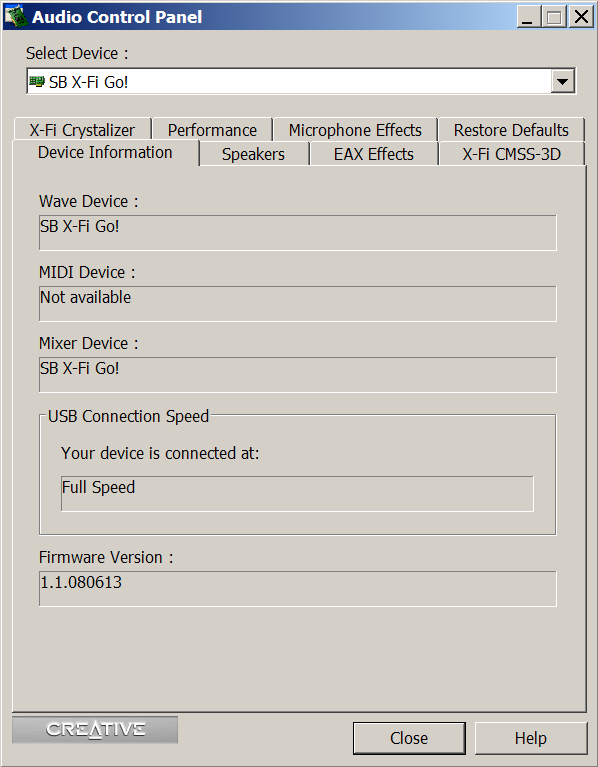 Audio Control Panel
Select Device :
SB X-Fi Go!
X-Fi Crystalizer
Performance
Microphone Effects
Restore Defaults
Device Information
Speakers
EAX Effects
X-Fi CMSS-3D
Wave Device :
SB X-Fi Go!
MIDI Device :
Not available
Mixer Device :
SB X-Fi Go!
USB Connection Speed
Your device is connected at:
Full Speed
Firmware Version :
1.1.080613
CREATIVE
Close
Help